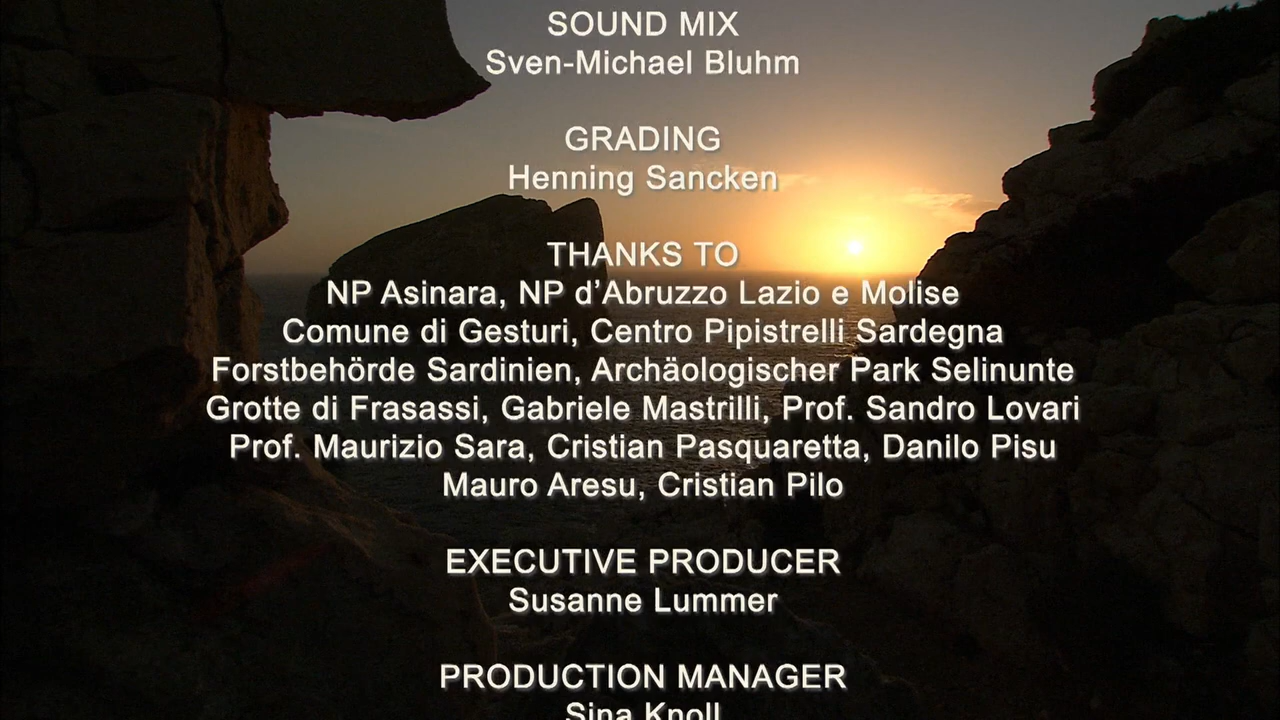 SOUND MIX
Sven-Michael Bluhm
GRADING
Henning Sancken
THANKS TO
NP Asinara, NP d’Abruzzo Lazio e Molise
Comune di Gesturi, Centro Pipistrelli Sardegna
Forstbehörde Sardinien, Archäologischer Park Selinunte
Grotte di Frasassi, Gabriele Mastrilli, Prof. Sandro Lovari
Prof. Maurizio Sara, Cristian Pasquaretta, Danilo Pisu
Mauro Aresu, Cristian Pilo
EXECUTIVE PRODUCER
Susanne Lummer
PRODUCTION MANAGER
Sina Knoll